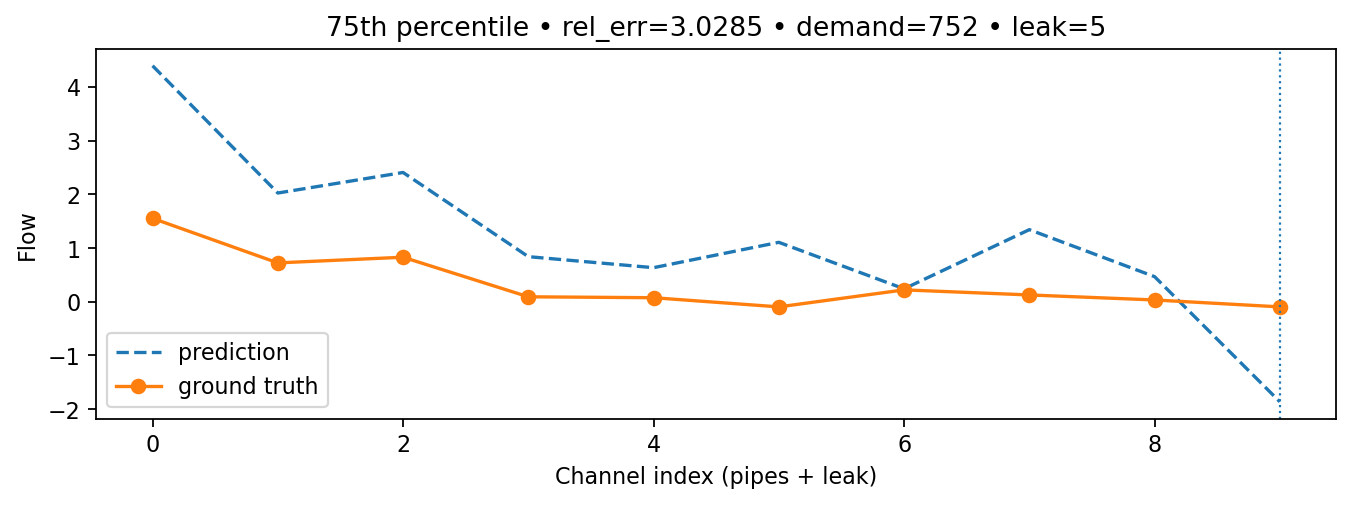 75th percentile • rel_err=3.0285 • demand=752 • leak=5
Flow
4
3
2
1
0
−1
−2
prediction
ground truth
0 2 4 6 8
Channel index (pipes + leak)